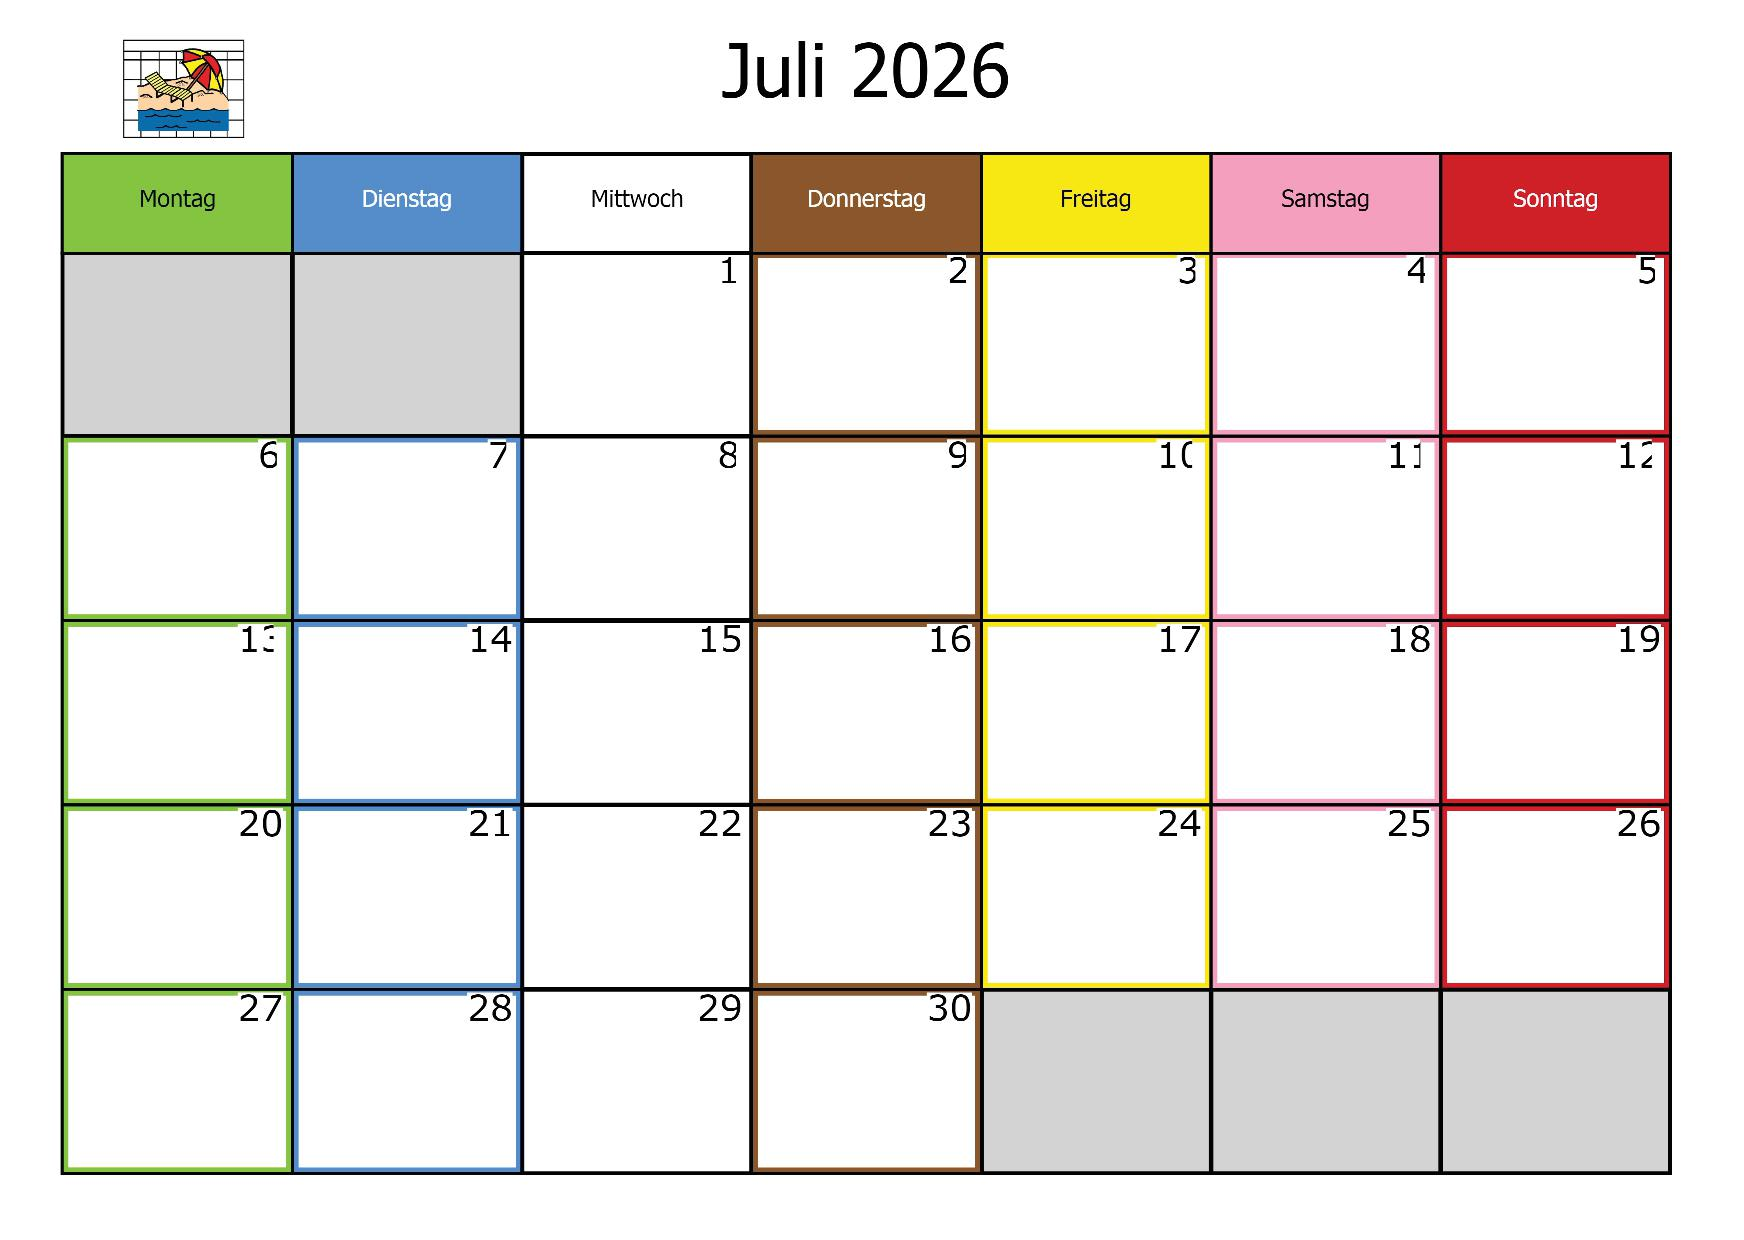 Juli 2026
Montag Dienstag Mittwoch Donnerstag Freitag Samstag Sonntag
1 2 3 4 5
6 7 8 9 10 11 12
13 14 15 16 17 18 19
20 21 22 23 24 25 26
27 28 29 30